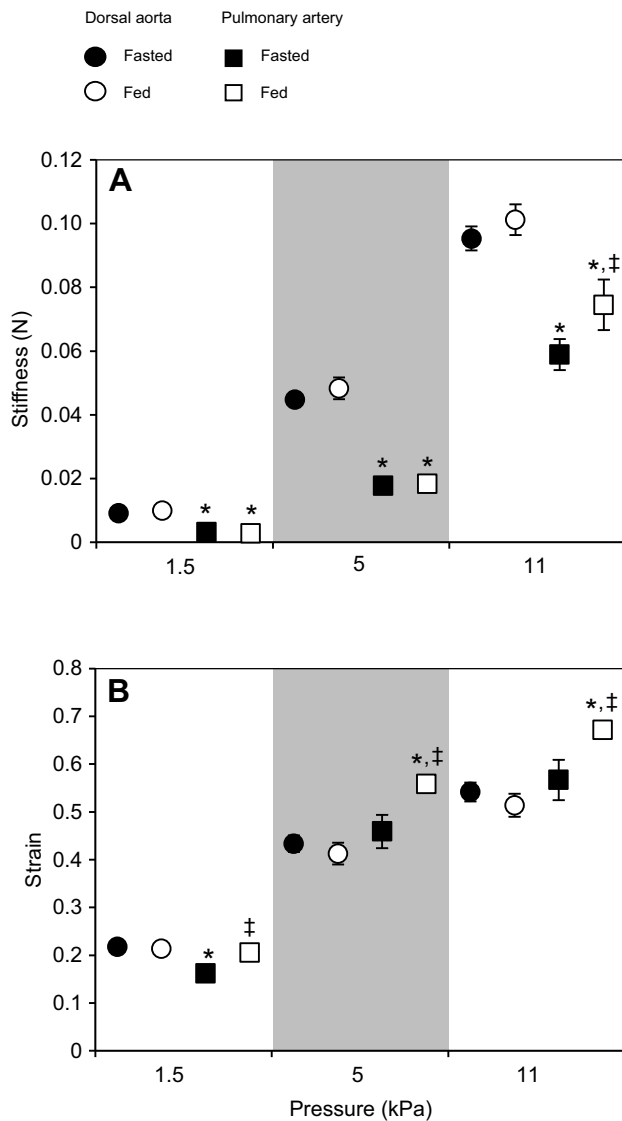 Dorsal aorta Pulmonary artery
Fasted Fasted
Fed Fed
A
0.12
0.10
*,‡
0.08
*
0.06
0.04
* *
0.02
* *
0
1.5 5 11
Stiffness (N)
B
0.8
0.7
*,‡
*,‡
0.6
0.5
0.4
0.3
‡
*
0.2
0.1
0
1.5 5 11
Strain
Pressure (kPa)